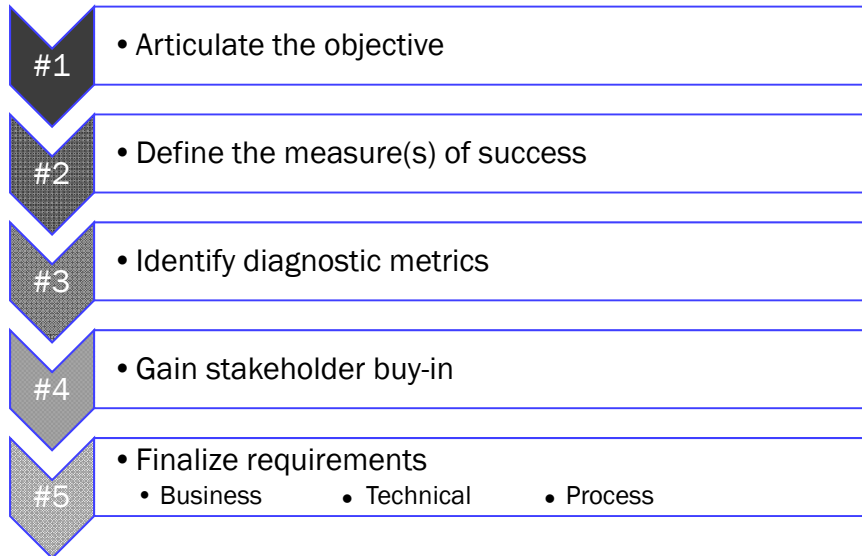 #1
• Articulate the objective
#2
• Define the measure(s) of success
#3
• Identify diagnostic metrics
#4
• Gain stakeholder buy-in
#5
• Finalize requirements
• Business • Technical • Process